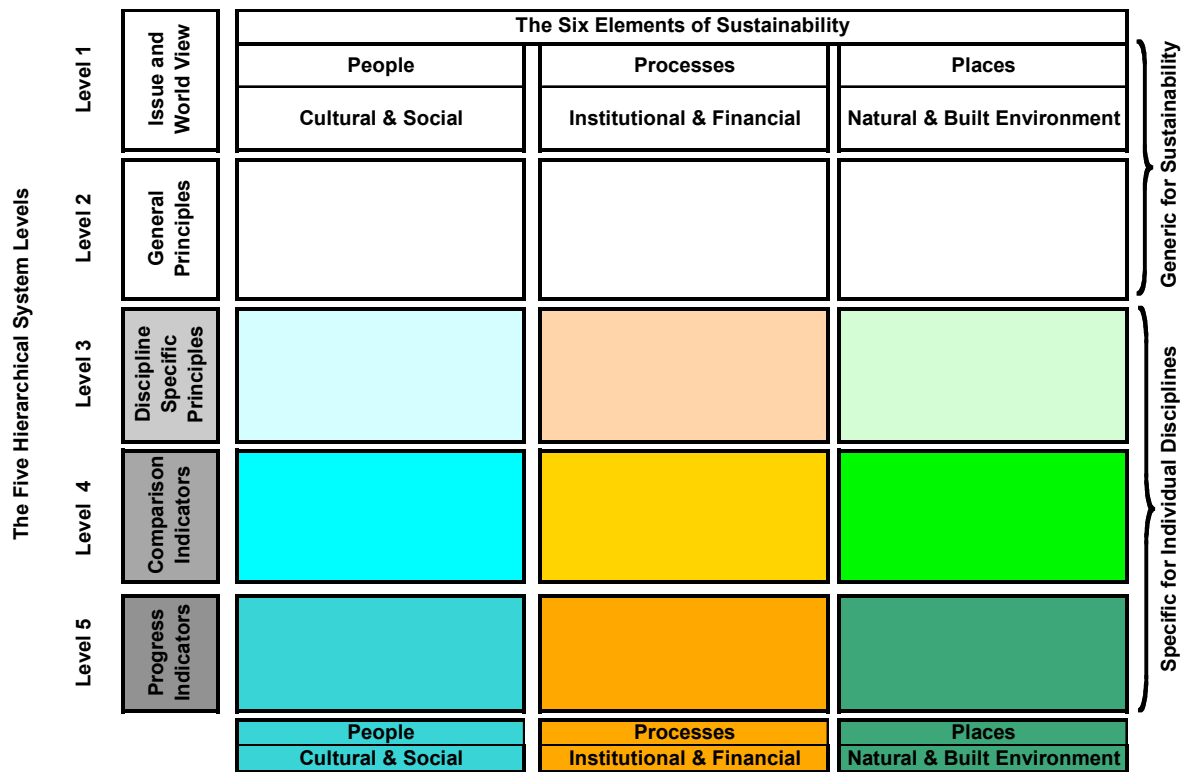 The Six Elements of Sustainability
People
Processes
Places
Cultural & Social
Institutional & Financial
Natural & Built Environment
The Five Hierarchical System Levels
Level 1
Issue and
World View
Level 2
General
Principles
Generic for Sustainability
Level 3
Discipline
Specific
Principles
Level 4
Comparison
Indicators
Level 5
Progress
Indicators
Specific for Individual Disciplines
People
Processes
Places
Cultural & Social
Institutional & Financial
Natural & Built Environment